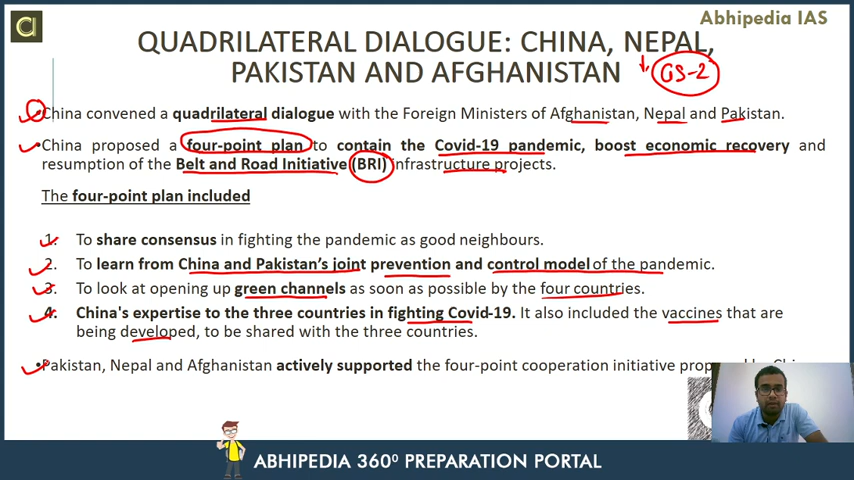 Abhipedia IAS
QUADRILATERAL DIALOGUE: CHINA, NEPAL,
PAKISTAN AND AFGHANISTAN
GS-2
China convened a quadrilateral dialogue with the Foreign Ministers of Afghanistan, Nepal and Pakistan.
China proposed a four-point plan to contain the Covid-19 pandemic, boost economic recovery and
resumption of the Belt and Road Initiative (BRI) infrastructure projects.
The four-point plan included
1. To share consensus in fighting the pandemic as good neighbours.
2. To learn from China and Pakistan's joint prevention and control model of the pandemic.
3. To look at opening up green channels as soon as possible by the four countries.
4. China's expertise to the three countries in fighting Covid-19. It also included the vaccines that are
being developed, to be shared with the three countries.
Pakistan, Nepal and Afghanistan actively supported the four-point cooperation initiative
ABHIPEDIA 360⁰ PREPARATION PORTAL